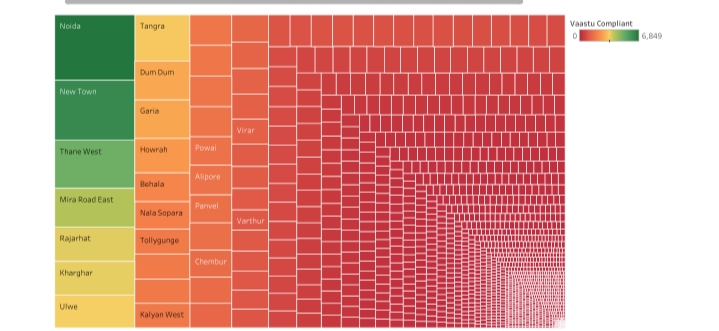 Noida
New Town
Thane West
Mira Road East
Rajarhat
Kharghar
Ulwe
Tangra
Dum Dum
Garia
Howrah
Behala
Nala Sopara
Tollygunge
Kalyan West
Powai
Alipore
Panvel
Chembur
Virar
Varthur
Vaastu Compliant
0 6,849